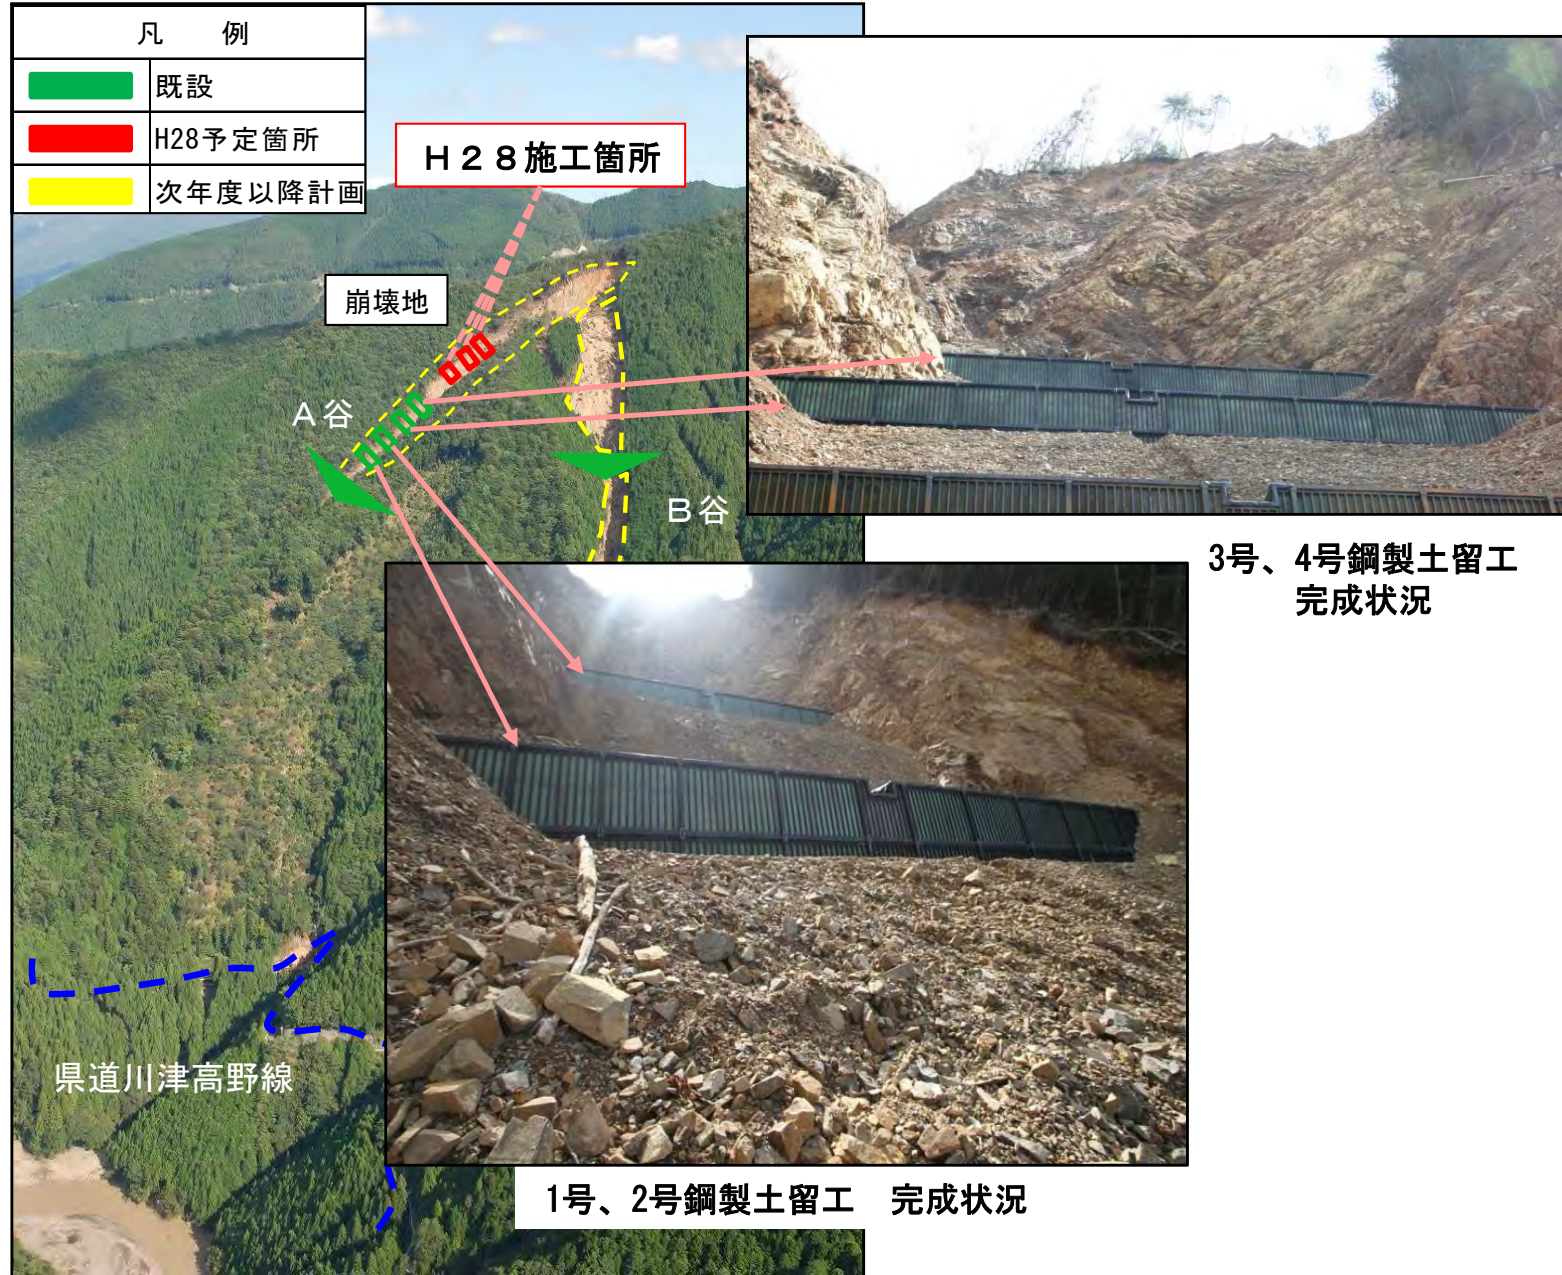 凡　例
既設
H28予定箇所
次年度以降計画
Ｈ２８施工箇所
崩壊地
Ａ谷
Ｂ谷
3号、4号鋼製土留工
完成状況
県道川津高野線
1号、2号鋼製土留工　完成状況